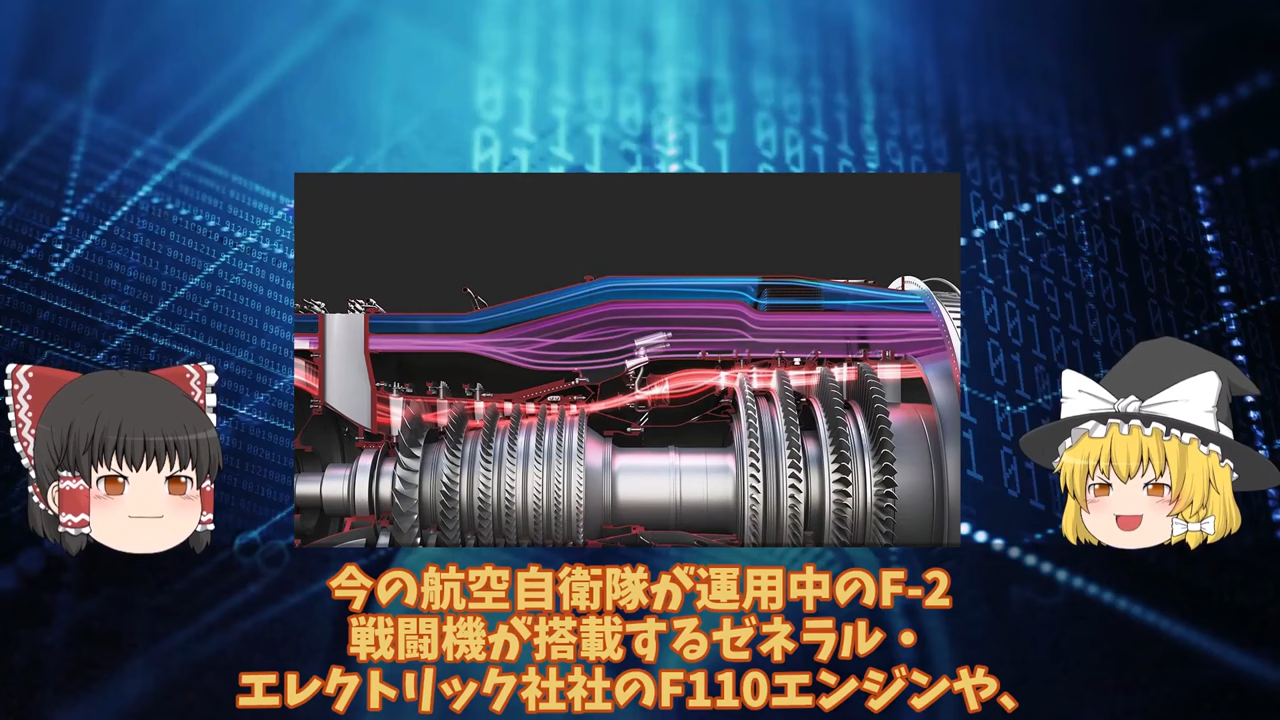 今の航空自衛隊が運用中のF-2
戦闘機が搭載するゼネラル・
エレクトリック社社のF110エンジンや、